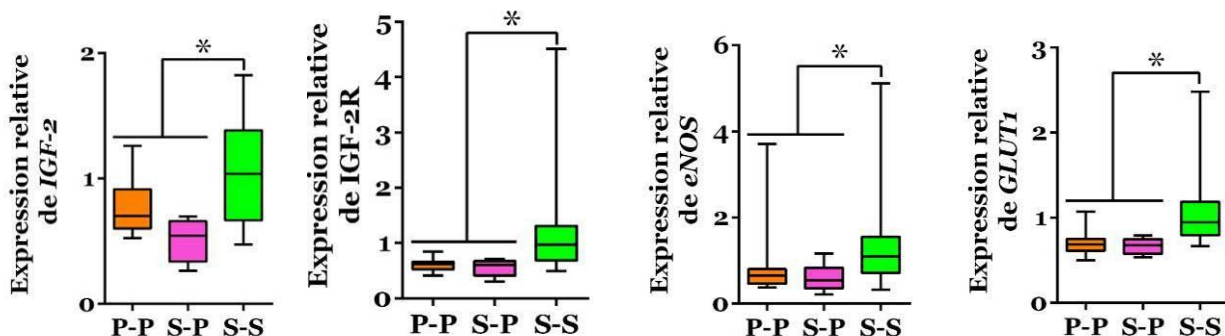 Expression relative
de IGF-2
2
1
0
*
P-P S-P S-S
Expression relative
de IGF-2R
5
4
3
2
1
0
*
P-P S-P S-S
Expression relative
de eNOS
6
4
2
0
*
P-P S-P S-S
Expression relative
de GLUT1
3
2
1
0
*
P-P S-P S-S